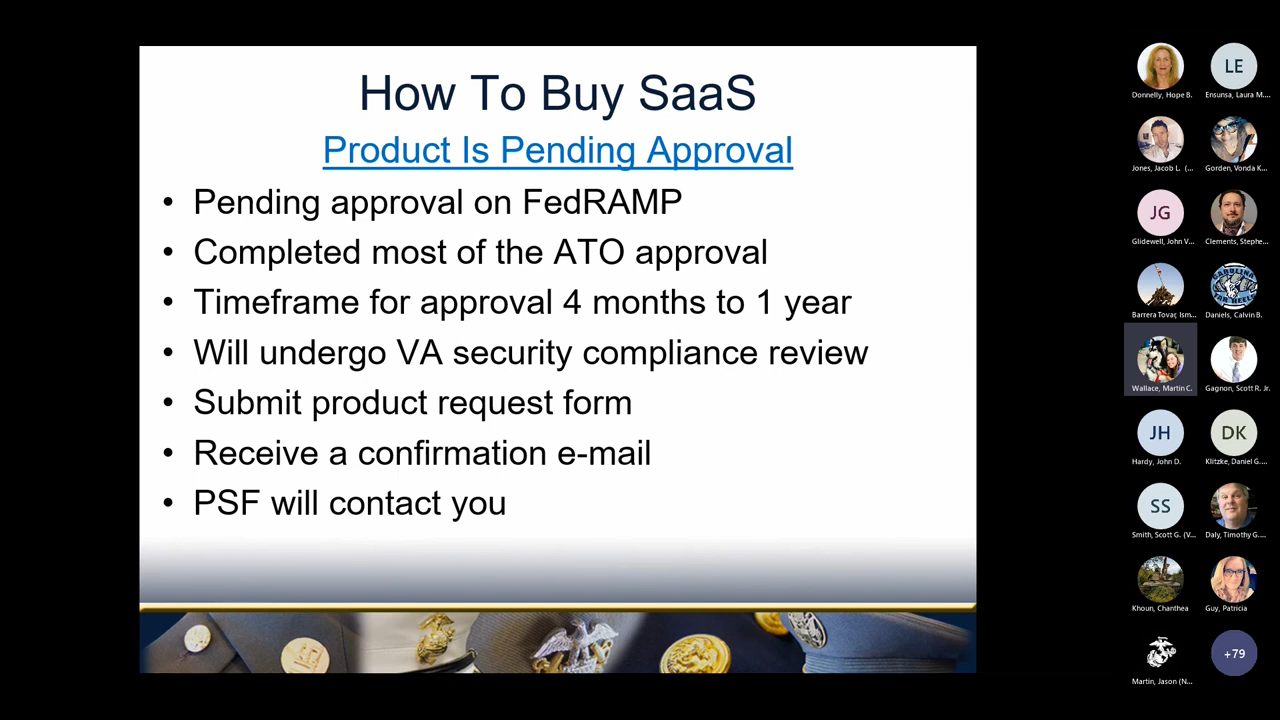 How To Buy SaaS
Product Is Pending Approval
• Pending approval on FedRAMP
• Completed most of the ATO approval
• Timeframe for approval 4 months to 1 year
• Will undergo VA security compliance review
• Submit product request form
• Receive a confirmation e-mail
• PSF will contact you
LE
Donnelly, Hope B.
Ensunsa, Laura M....
Jones, Jacob L. (...
Gorden, Vonda K...
JG
Glidewell, John V...
Clements, Stephe...
Barrera Tovar, Ism...
Daniels, Calvin B.
Wallace, Martin C.
Gagnon, Scott R. Jr.
JH
DK
Hardy, John D.
Klitzke, Daniel G....
SS
Smith, Scott G. (V...
Daly, Timothy G....
Khoun, Chanthea
Guy, Patricia
+79
Martin, Jason (N...